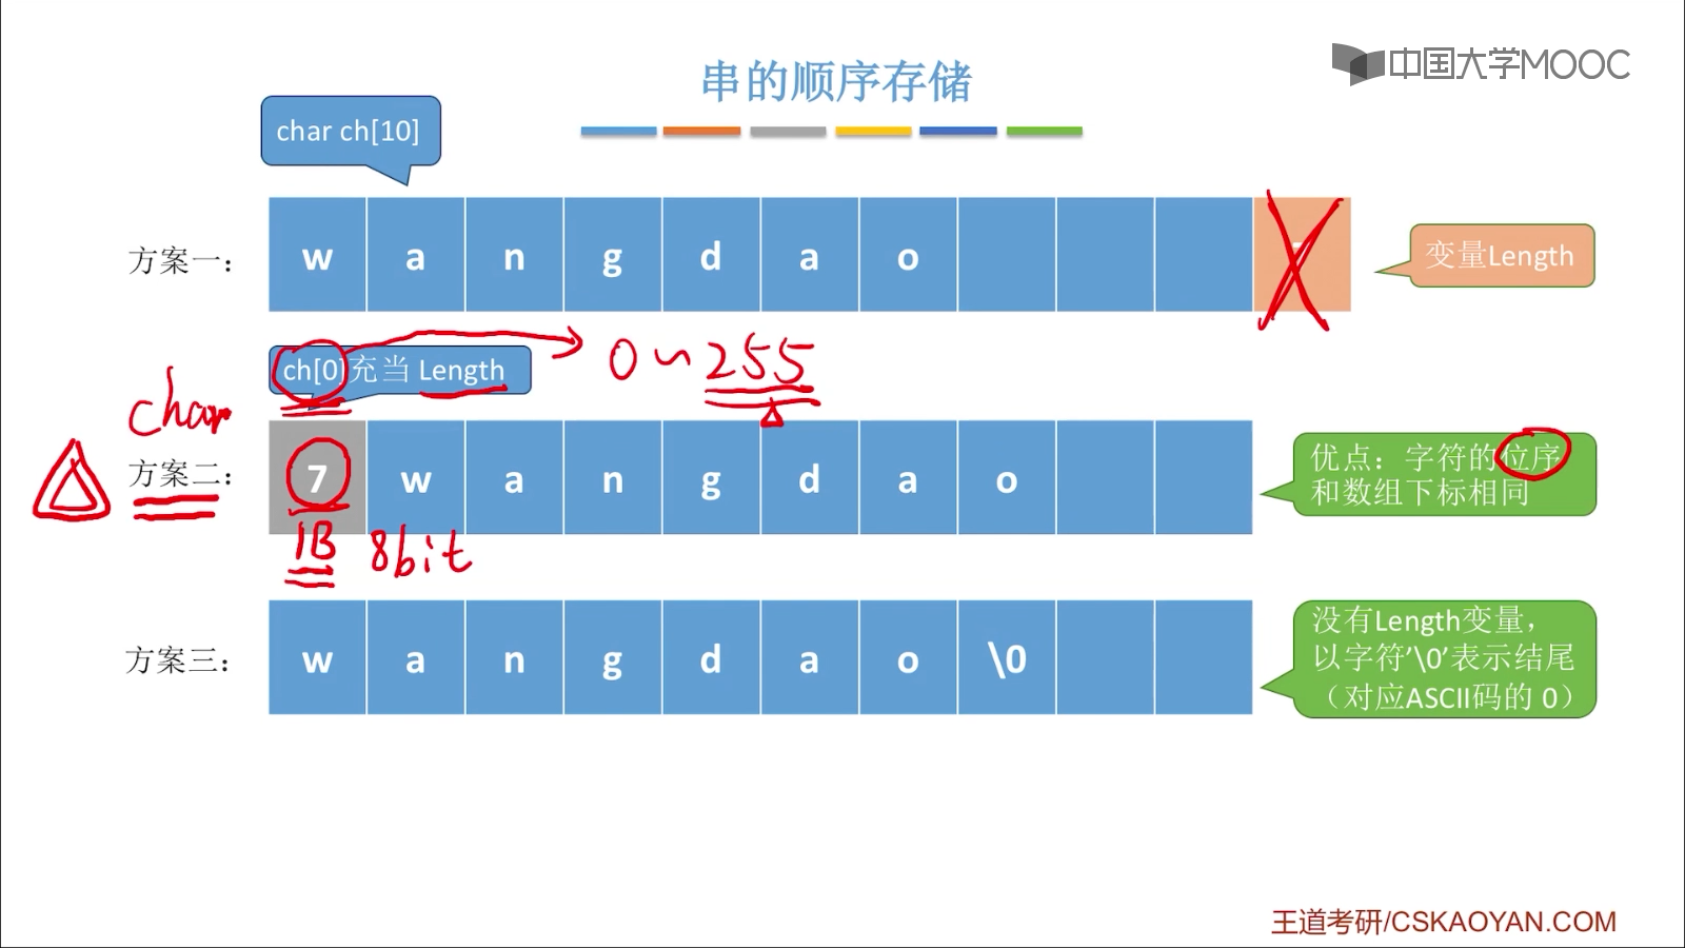 中国大学MOOC
串的顺序存储
char ch[10]
方案一：
w a n g d a o
变量Length
ch[0]充当 Length
0~255
char
方案二：
7 w a n g d a o
优点：字符的位序
和数组下标相同
1B 8bit
方案三：
w a n g d a o \0
没有Length变量，
以字符’\0’表示结尾
（对应ASCII码的 0）
王道考研/CSKAOYAN.COM